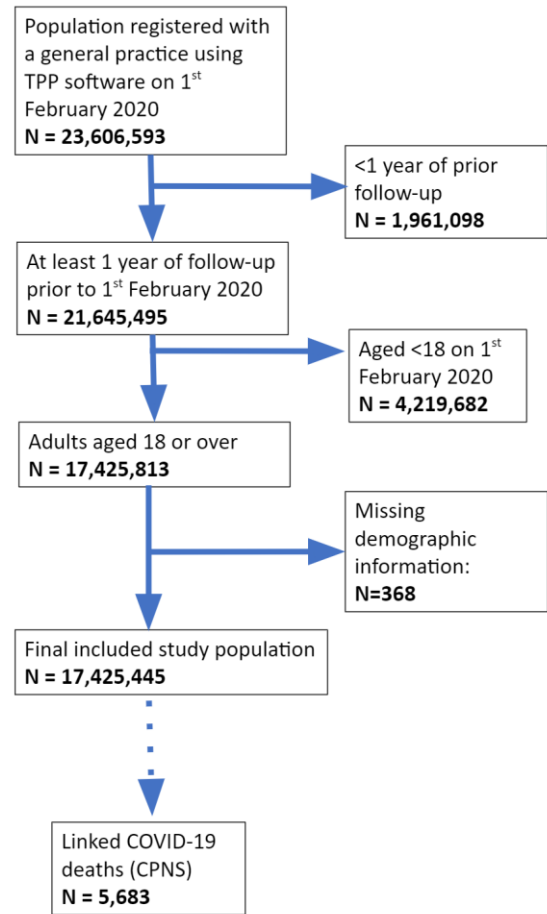 Population registered with
a general practice using
TPP software on 1st
February 2020
N = 23,606,593
<1 year of prior
follow-up
N = 1,961,098
At least 1 year of follow-up
prior to 1st February 2020
N = 21,645,495
Aged <18 on 1st
February 2020
N = 4,219,682
Adults aged 18 or over
N = 17,425,813
Missing
demographic
information:
N=368
Final included study population
N = 17,425,445
Linked COVID-19
deaths (CPNS)
N = 5,683